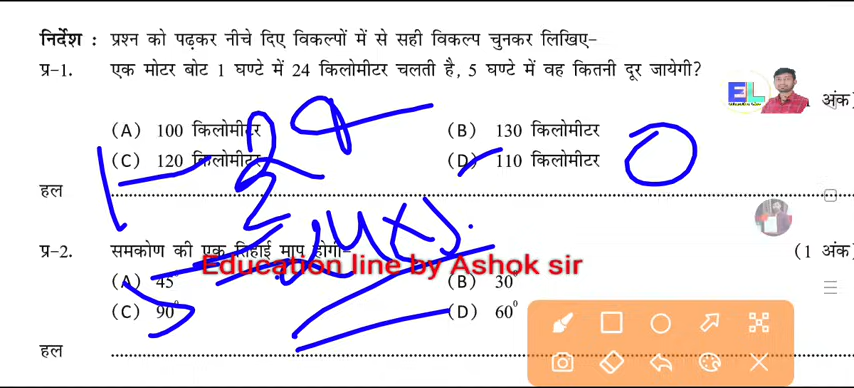 निर्देश : प्रश्न को पढ़कर नीचे दिए विकल्पों में से सही विकल्प चुनकर लिखिए–
प्र-1. एक मोटर बोट 1 घण्टे में 24 किलोमीटर चलती है, 5 घण्टे में वह कितनी दूर जायेगी?
EL अंक
(A) 100 किलोमीटर (B) 130 किलोमीटर
(C) 120 किलोमीटर (D) 110 किलोमीटर
हल
प्र-2. समकोण की एक तिहाई माप होगी– (1 अंक
Education line by Ashok sir
(A) 45° (B) 30°
(C) 90° (D) 60°
हल